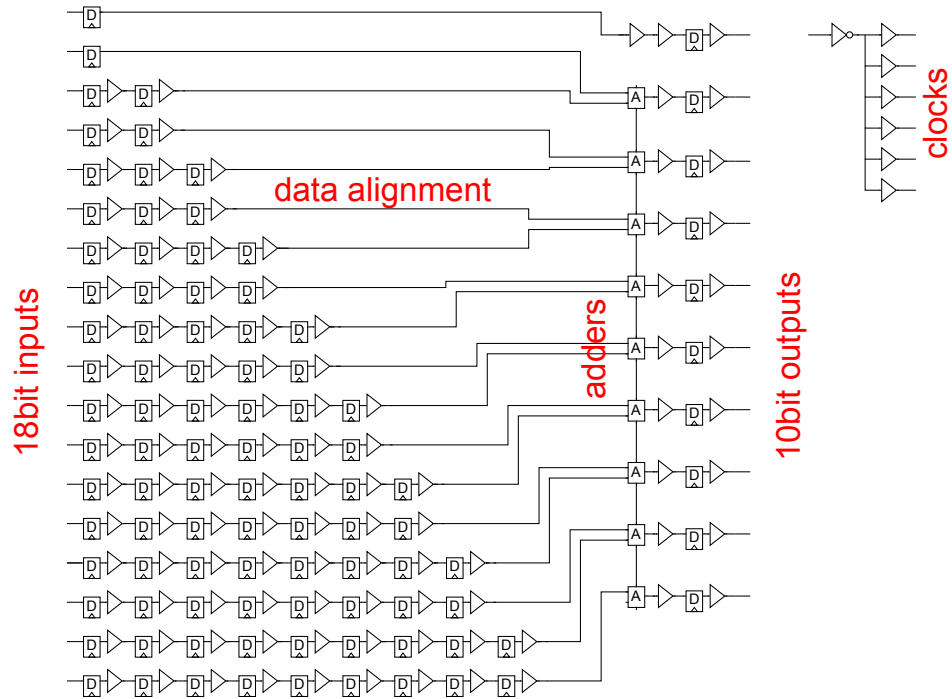 D
D
D
D D
A D
D D
A D
D D D
data alignment
D D D
A D
D D D D
A D
D D D D
D D D D D
A D
D D D D D
D D D D D D
A D
D D D D D D
A D
D D D D D D D
D D D D D D D
A D
D D D D D D D D
A D
D D D D D D D D
D D D D D D D D D
D D D D D D D D D
18bit inputs
adders
10bit outputs
clocks